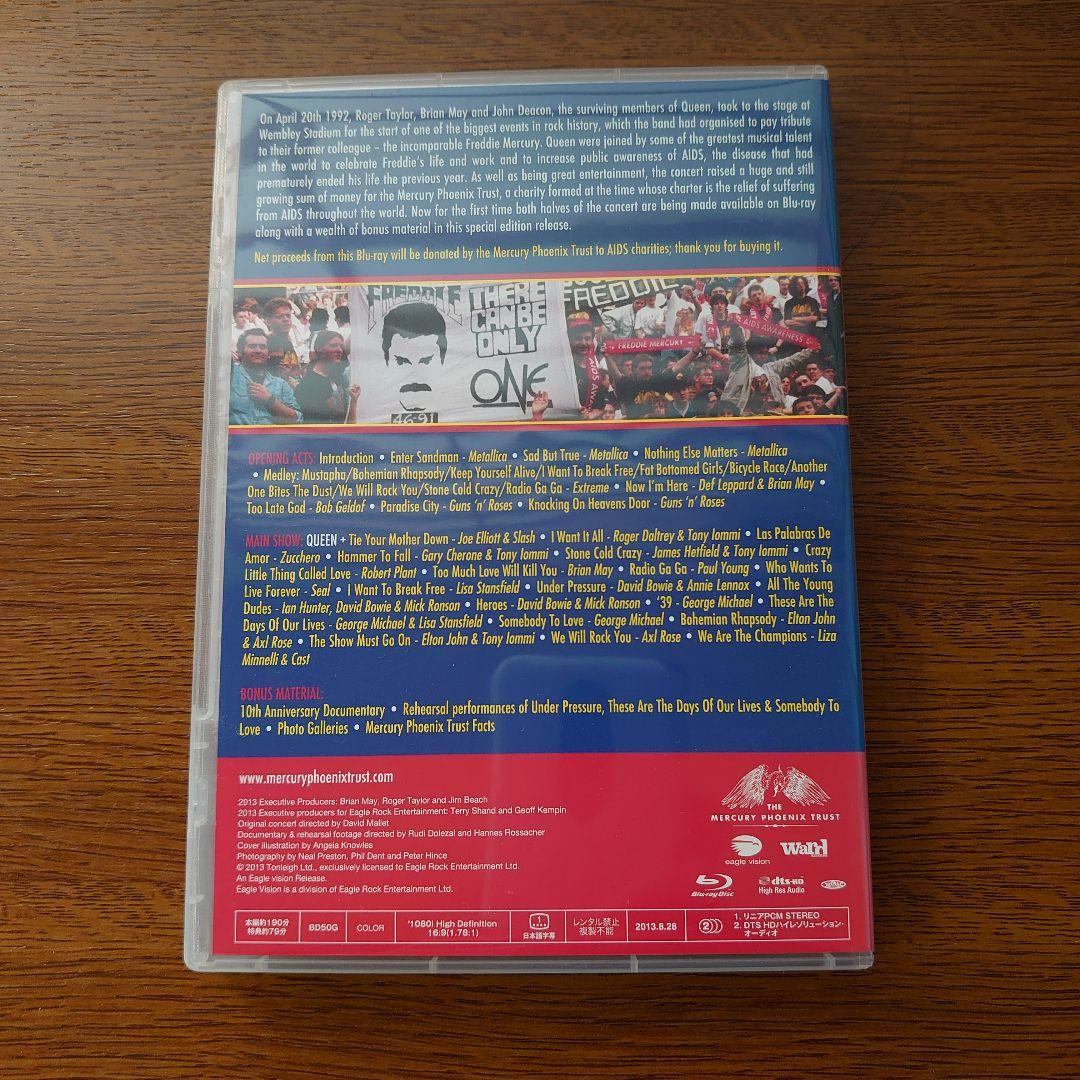 On April 20th 1992, Roger Taylor, Brian May and John Deacon, the surviving members of Queen, took to the stage at
Wembley Stadium for the start of one of the biggest events in rock history, which the band had organised to pay tribute
to their former colleague – the incomparable Freddie Mercury. Queen were joined by some of the greatest musical talent
in the world to celebrate Freddie's life and work and to increase public awareness of AIDS, the disease that had
prematurely ended his life the previous year. As well as being great entertainment, the concert raised a huge and still
growing sum of money for the Mercury Phoenix Trust, a charity formed at the time whose charter is the relief of suffering
from AIDS throughout the world. Now for the first time both halves of the concert are being made available on Blu-ray
along with a wealth of bonus material in this special edition release.
Net proceeds from this Blu-ray will be donated by the Mercury Phoenix Trust to AIDS charities; thank you for buying it.
FREDDIE
THERE
CAN BE
ONLY
ONE
46-91
FREDDIE
FREDDIE MERCURY
AIDS AWARENESS
AIDS AWAR
OPENING ACTS: Introduction • Enter Sandman - Metallica • Sad But True - Metallica • Nothing Else Matters - Metallica
• Medley: Mustapha/Bohemian Rhapsody/Keep Yourself Alive/I Want To Break Free/Fat Bottomed Girls/Bicycle Race/Another
One Bites The Dust/We Will Rock You/Stone Cold Crazy/Radio Ga Ga - Extreme • Now I'm Here - Def Leppard & Brian May •
Too Late God - Bob Geldof • Paradise City - Guns 'n' Roses • Knocking On Heavens Door - Guns 'n' Roses
MAIN SHOW: QUEEN + Tie Your Mother Down - Joe Elliott & Slash • I Want It All - Roger Daltrey & Tony Iommi • Las Palabras De
Amor - Zucchero • Hammer To Fall - Gary Cherone & Tony Iommi • Stone Cold Crazy - James Hetfield & Tony Iommi • Crazy
Little Thing Called Love - Robert Plant • Too Much Love Will Kill You - Brian May • Radio Ga Ga - Paul Young • Who Wants To
Live Forever - Seal • I Want To Break Free - Lisa Stansfield • Under Pressure - David Bowie & Annie Lennox • All The Young
Dudes - Ian Hunter, David Bowie & Mick Ronson • Heroes - David Bowie & Mick Ronson • '39 - George Michael • These Are The
Days Of Our Lives - George Michael & Lisa Stansfield • Somebody To Love - George Michael • Bohemian Rhapsody - Elton John
& Axl Rose • The Show Must Go On - Elton John & Tony Iommi • We Will Rock You - Axl Rose • We Are The Champions - Liza
Minnelli & Cast
BONUS MATERIAL:
10th Anniversary Documentary • Rehearsal performances of Under Pressure, These Are The Days Of Our Lives & Somebody To
Love • Photo Galleries • Mercury Phoenix Trust Facts
www.mercuryphoenixtrust.com
2013 Executive Producers: Brian May, Roger Taylor and Jim Beach
2013 Executive producers for Eagle Rock Entertainment: Terry Shand and Geoff Kempin
Original concert directed by David Mallet
Documentary & rehearsal footage directed by Rudi Dolezal and Hannes Rossacher
Cover illustration by Angela Knowles
Photography by Neal Preston, Phil Dent and Peter Hince
© 2013 Tonleigh Ltd., exclusively licensed to Eagle Rock Entertainment Ltd.
An Eagle vision Release.
Eagle Vision is a division of Eagle Rock Entertainment Ltd.
THE
MERCURY PHOENIX TRUST
eagle vision
Ward
Blu-ray Disc
dts-HD
High Res Audio
本編約190分
特典約79分
BD50G
COLOR
*1080i High Definition
16:9(1.78:1)
1
日本語字幕
レンタル禁止
複製不能
2013.8.28
2
1. リニアPCM STEREO
2. DTS HDハイレゾリューション・
オーディオ